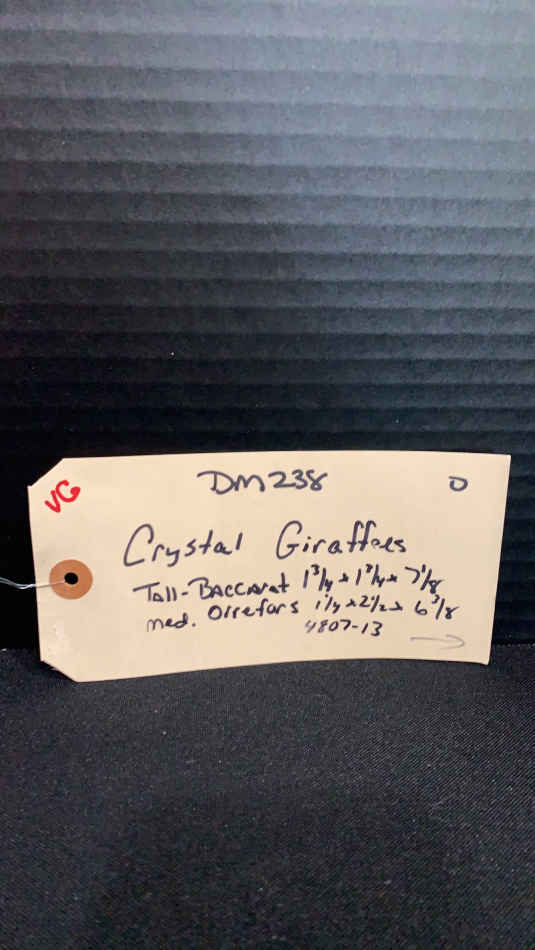 VG
DM238 D
Crystal Giraffes
Tall-Baccarat 1 3/4 x 1 3/4 x 7 1/8
med. Orrefors 1 1/4 x 2 1/2 x 6 3/8
4807-13